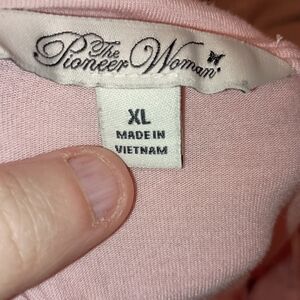 The
Pioneer Woman
XL
MADE IN
VIETNAM